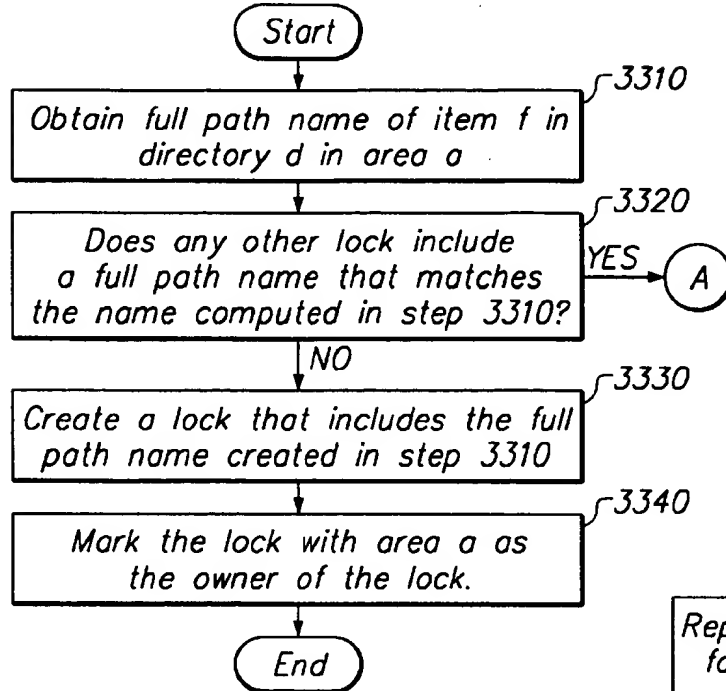 Start
3310
Obtain full path name of item f in
directory d in area a
3320
Does any other lock include
a full path name that matches
the name computed in step 3310?
YES
A
NO
3330
Create a lock that includes the full
path name created in step 3310
3340
Mark the lock with area a as
the owner of the lock.
End